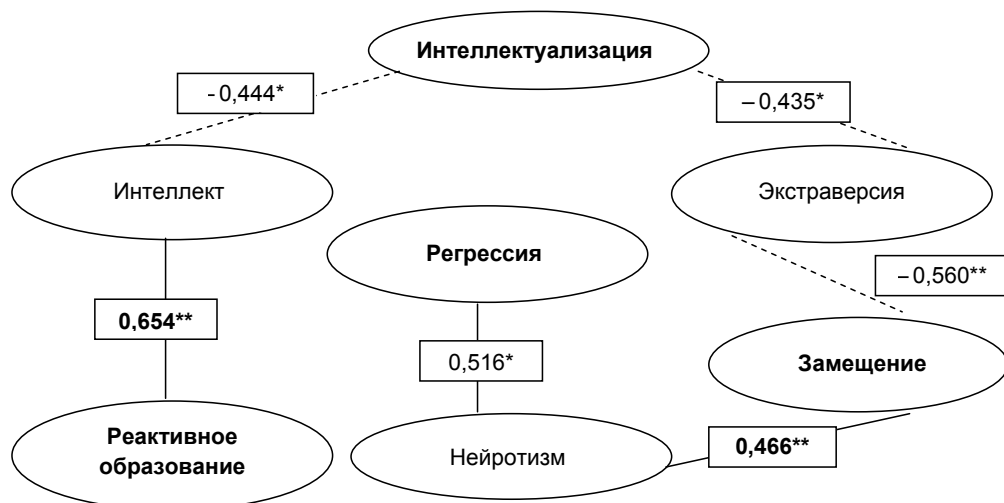 Интеллектуализация
- 0,444*
– 0,435*
Интеллект
Экстраверсия
Регрессия
– 0,560**
0,654**
0,516*
Замещение
Реактивное
образование
Нейротизм
0,466**